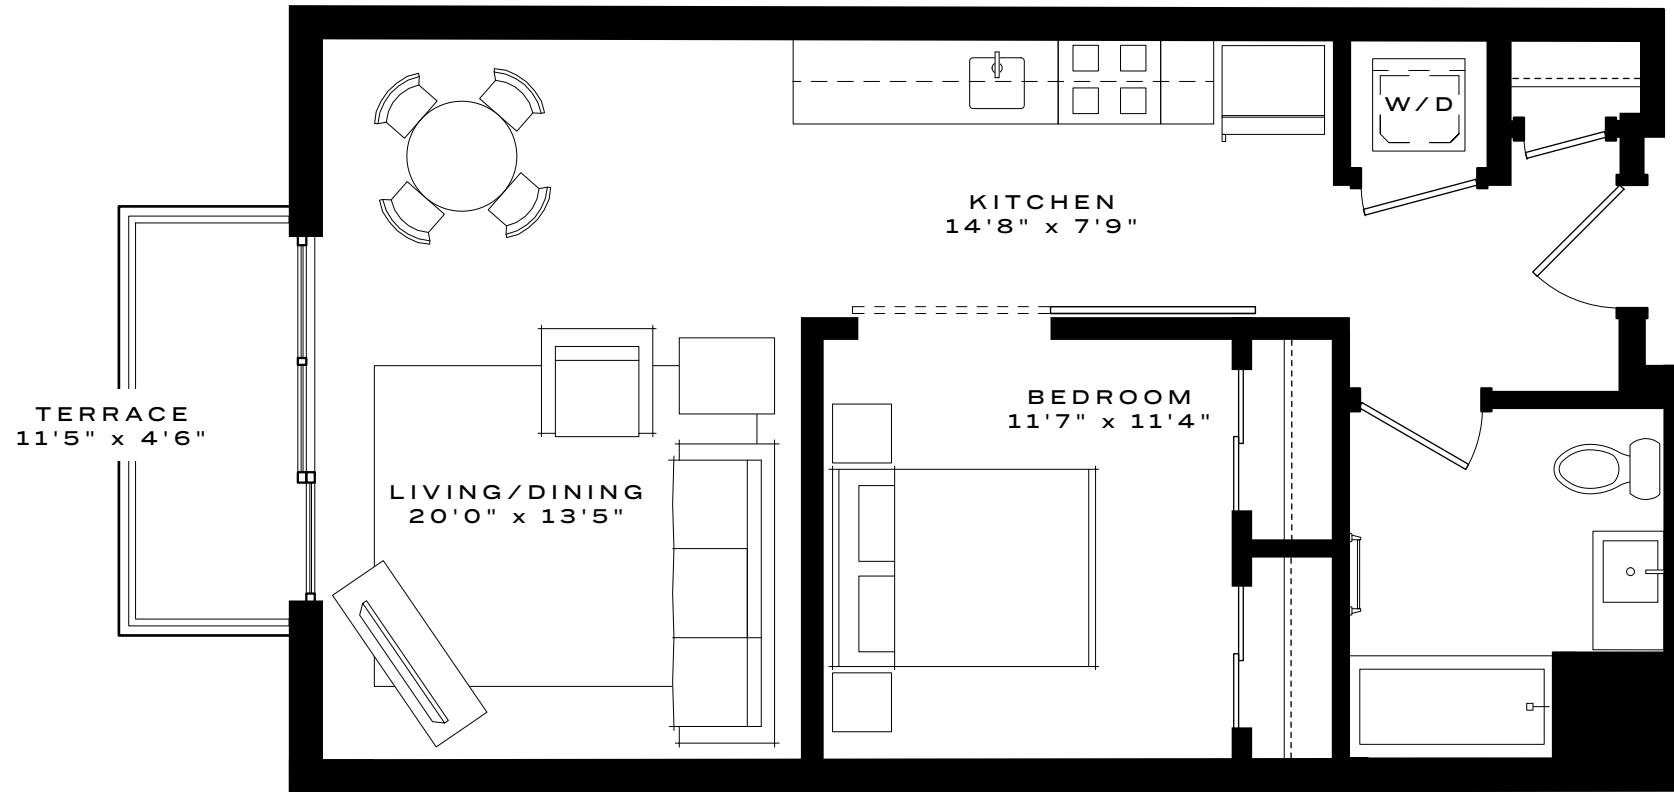 W/D
KITCHEN
14'8" x 7'9"
BEDROOM
11'7" x 11'4"
TERRACE
11'5" x 4'6"
LIVING/DINING
20'0" x 13'5"